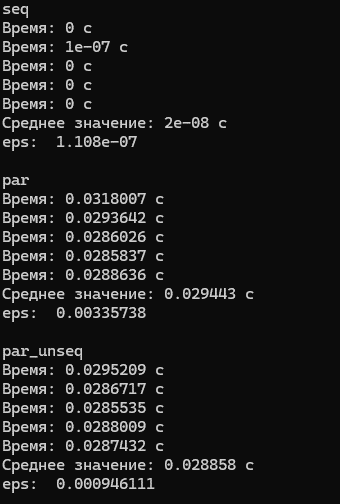 seq
Время: 0 с
Время: 1e-07 с
Время: 0 с
Время: 0 с
Время: 0 с
Среднее значение: 2e-08 с
eps:  1.108e-07

par
Время: 0.0318007 с
Время: 0.0293642 с
Время: 0.0286026 с
Время: 0.0285837 с
Время: 0.0288636 с
Среднее значение: 0.029443 с
eps:  0.00335738

par_unseq
Время: 0.0295209 с
Время: 0.0286717 с
Время: 0.0285535 с
Время: 0.0288009 с
Время: 0.0287432 с
Среднее значение: 0.028858 с
eps:  0.000946111